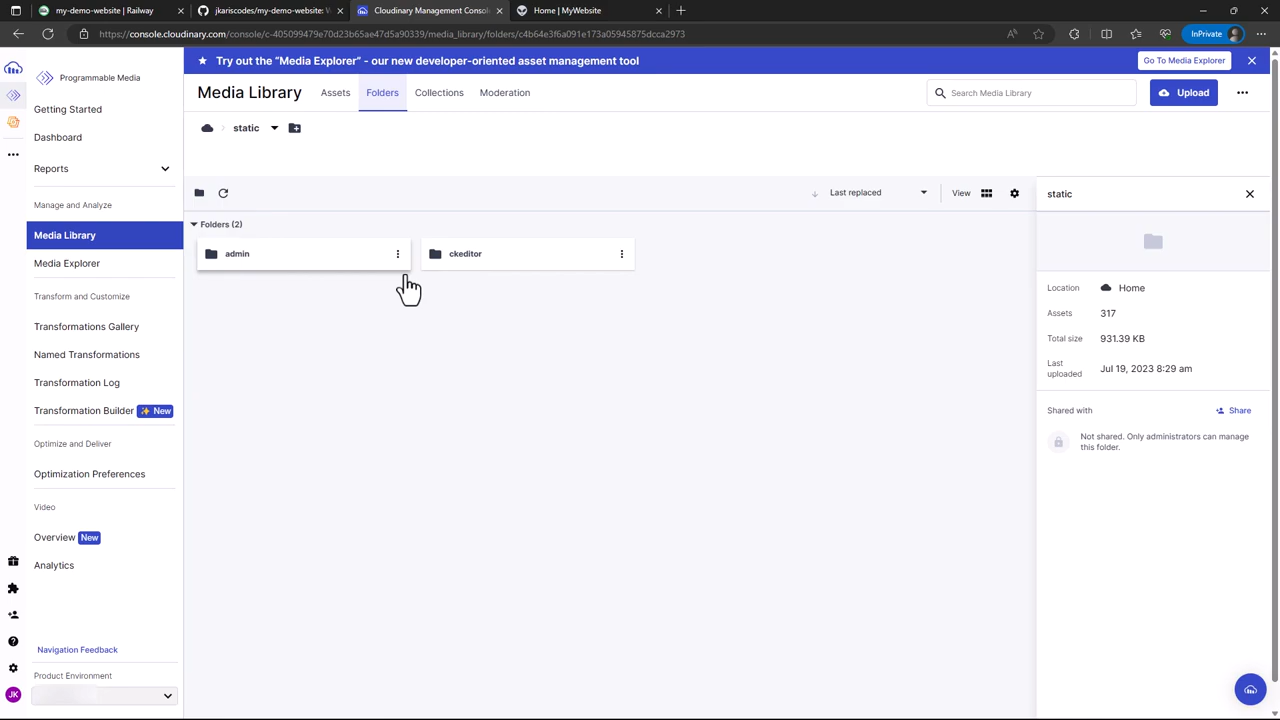 my-demo-website | Railway
jkariscodes/my-demo-website: W
Cloudinary Management Consol
Home | MyWebsite
https://console.cloudinary.com/console/c-405099479e70d23b65ae47d5a90339/media_library/folders/c4b64e3f6a091e173a05945875dcca2973
InPrivate
Programmable Media
Getting Started
Dashboard
Reports
Manage and Analyze
Media Library
Media Explorer
Transform and Customize
Transformations Gallery
Named Transformations
Transformation Log
Transformation Builder New
Optimize and Deliver
Optimization Preferences
Video
Overview New
Analytics
Navigation Feedback
Product Environment
JK
Try out the “Media Explorer” - our new developer-oriented asset management tool
Go To Media Explorer
Media Library
Assets
Folders
Collections
Moderation
Search Media Library
Upload
static
Last replaced
View
Folders (2)
admin
ckeditor
static
Location Home
Assets 317
Total size 931.39 KB
Last uploaded Jul 19, 2023 8:29 am
Shared with
Share
Not shared. Only administrators can manage
this folder.